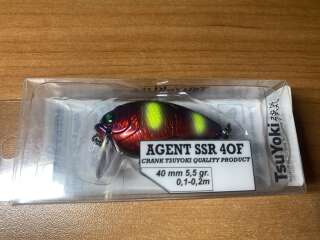 AGENT SSR 40F
CRANK TSUYOKI QUALITY PRODUCT
40 mm 5,5 gr.
0,1-0,2m
TsuYoki